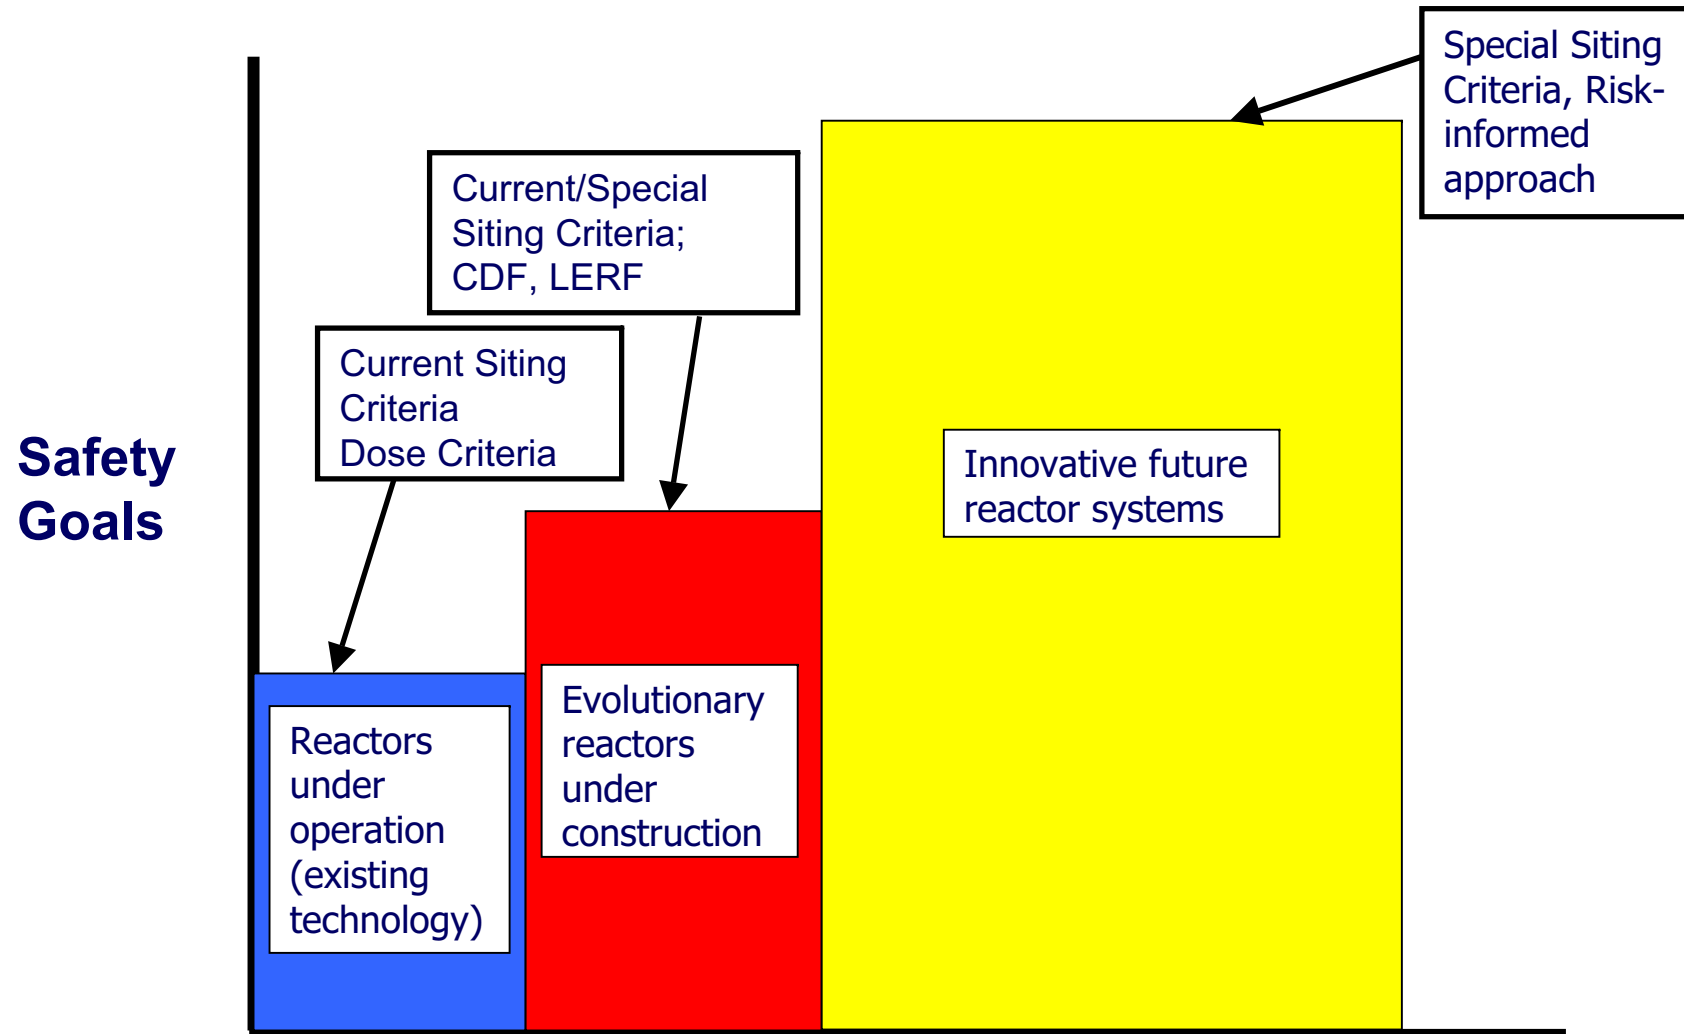 Special Siting
Criteria, Risk-
informed
approach
Current/Special
Siting Criteria;
CDF, LERF
Current Siting
Criteria
Dose Criteria
Safety
Goals
Innovative future
reactor systems
Evolutionary
reactors
under
construction
Reactors
under
operation
(existing
technology)